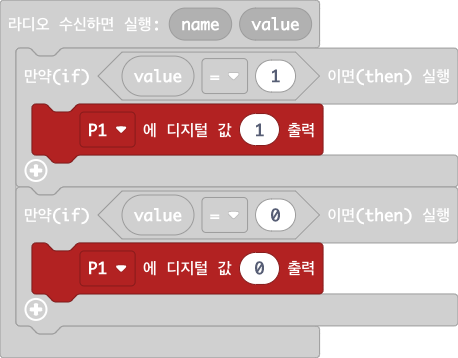 라디오 수신하면 실행: name value
만약(if) value = 1 이면(then) 실행
P1 에 디지털 값 1 출력
만약(if) value = 0 이면(then) 실행
P1 에 디지털 값 0 출력